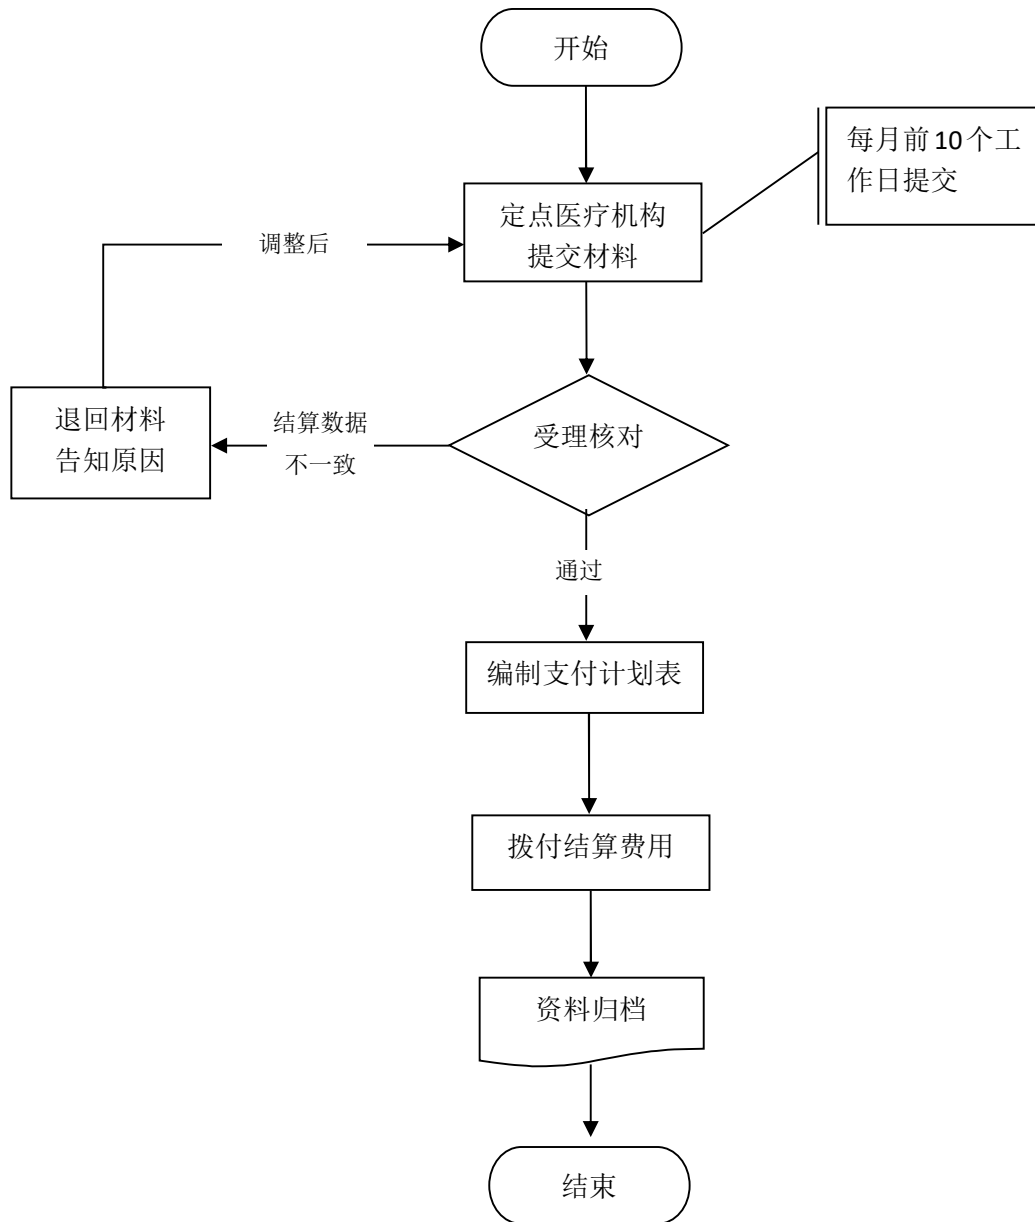 开始
每月前10个工
作日提交
定点医疗机构
提交材料
调整后
退回材料
告知原因
结算数据
不一致
受理核对
通过
编制支付计划表
拨付结算费用
资料归档
结束